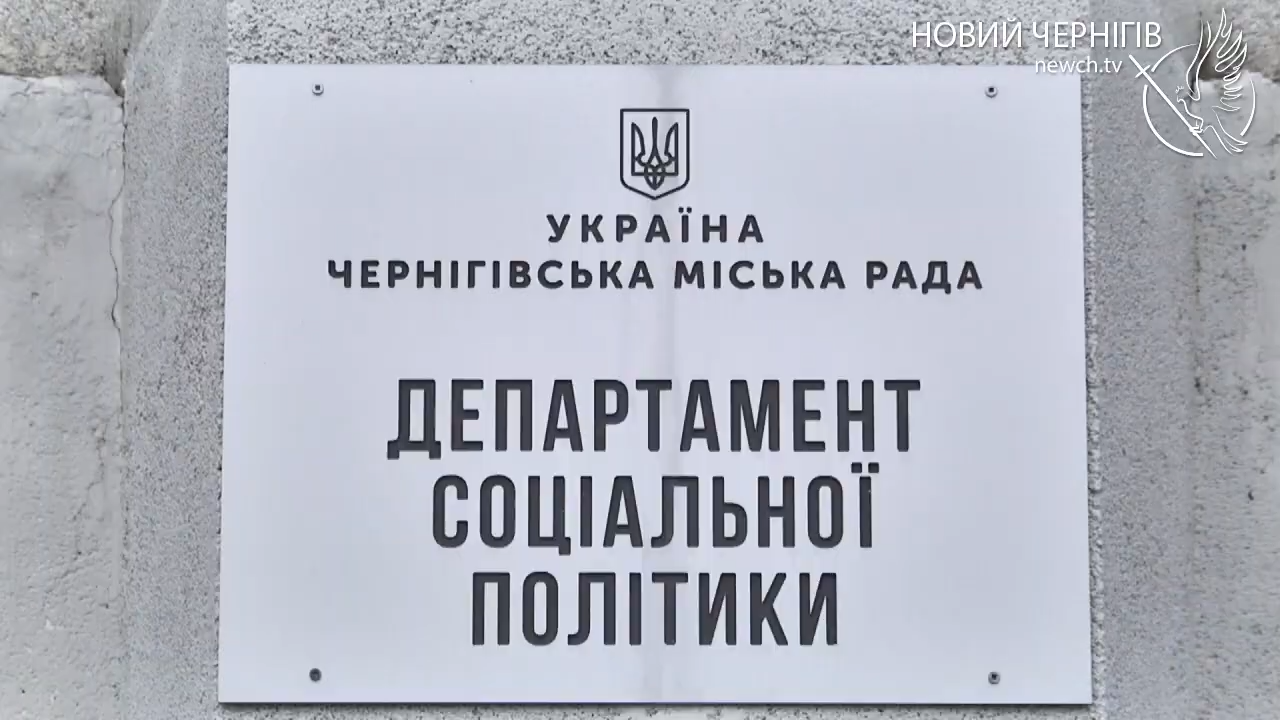 НОВИЙ ЧЕРНІГІВ
newch.tv
УКРАЇНА
ЧЕРНІГІВСЬКА МІСЬКА РАДА
ДЕПАРТАМЕНТ
СОЦІАЛЬНОЇ
ПОЛІТИКИ